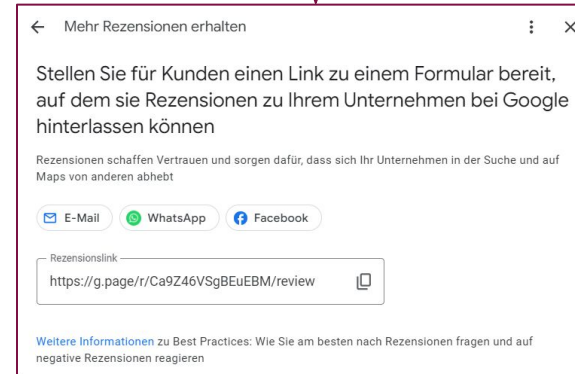 Mehr Rezensionen erhalten
Stellen Sie für Kunden einen Link zu einem Formular bereit,
auf dem sie Rezensionen zu Ihrem Unternehmen bei Google
hinterlassen können
Rezensionen schaffen Vertrauen und sorgen dafür, dass sich Ihr Unternehmen in der Suche und auf
Maps von anderen abhebt
E-Mail WhatsApp Facebook
Rezensionslink
https://g.page/r/Ca9Z46VSgBEuEBM/review
Weitere Informationen zu Best Practices: Wie Sie am besten nach Rezensionen fragen und auf
negative Rezensionen reagieren